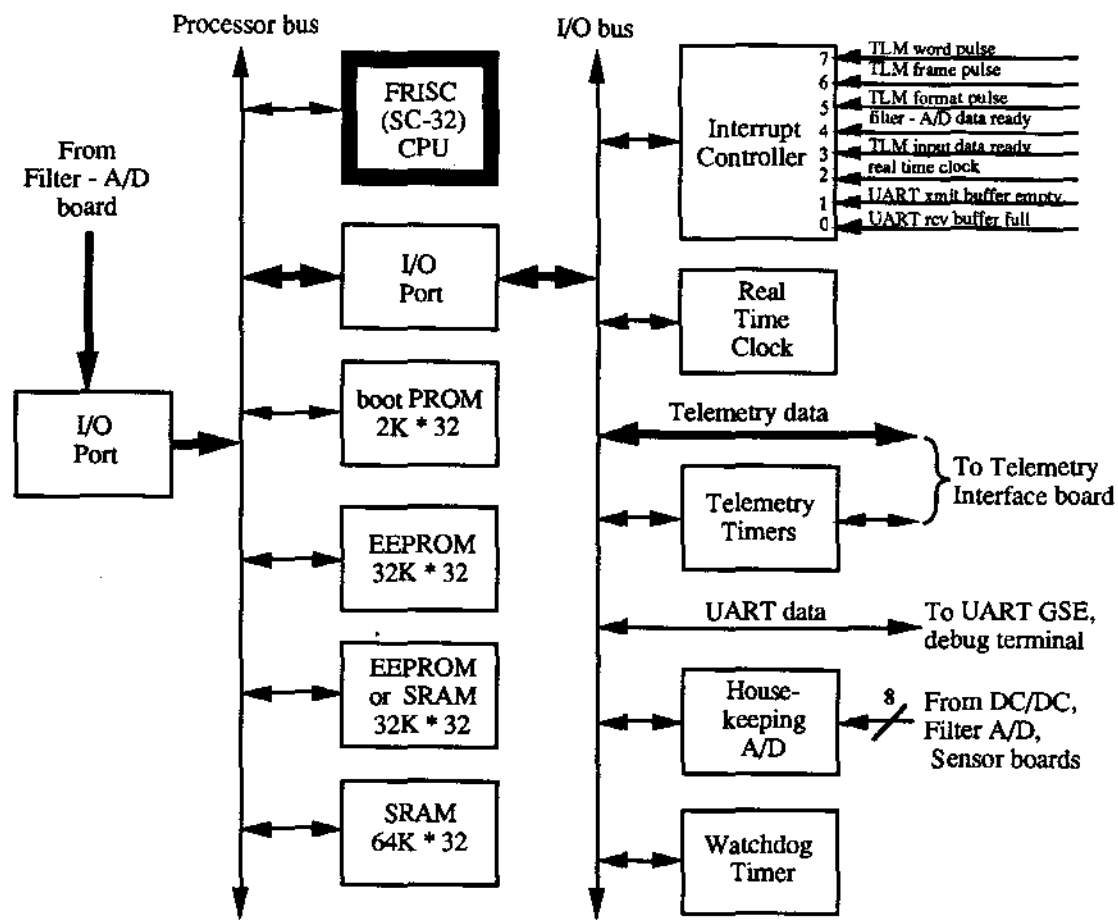 Processor bus
I/O bus
FRISC
(SC-32)
CPU
From
Filter - A/D
board
I/O
Port
I/O
Port
boot PROM
2K * 32
EEPROM
32K * 32
EEPROM
or SRAM
32K * 32
SRAM
64K * 32
Interrupt
Controller
7 TLM word pulse
6 TLM frame pulse
5 TLM format pulse
4 filter - A/D data ready
3 TLM input data ready
2 real time clock
1 UART xmit buffer empty
0 UART rcv buffer full
Real
Time
Clock
Telemetry data
To Telemetry
Interface board
Telemetry
Timers
UART data
To UART GSE,
debug terminal
House-
keeping
A/D
8
From DC/DC,
Filter A/D,
Sensor boards
Watchdog
Timer